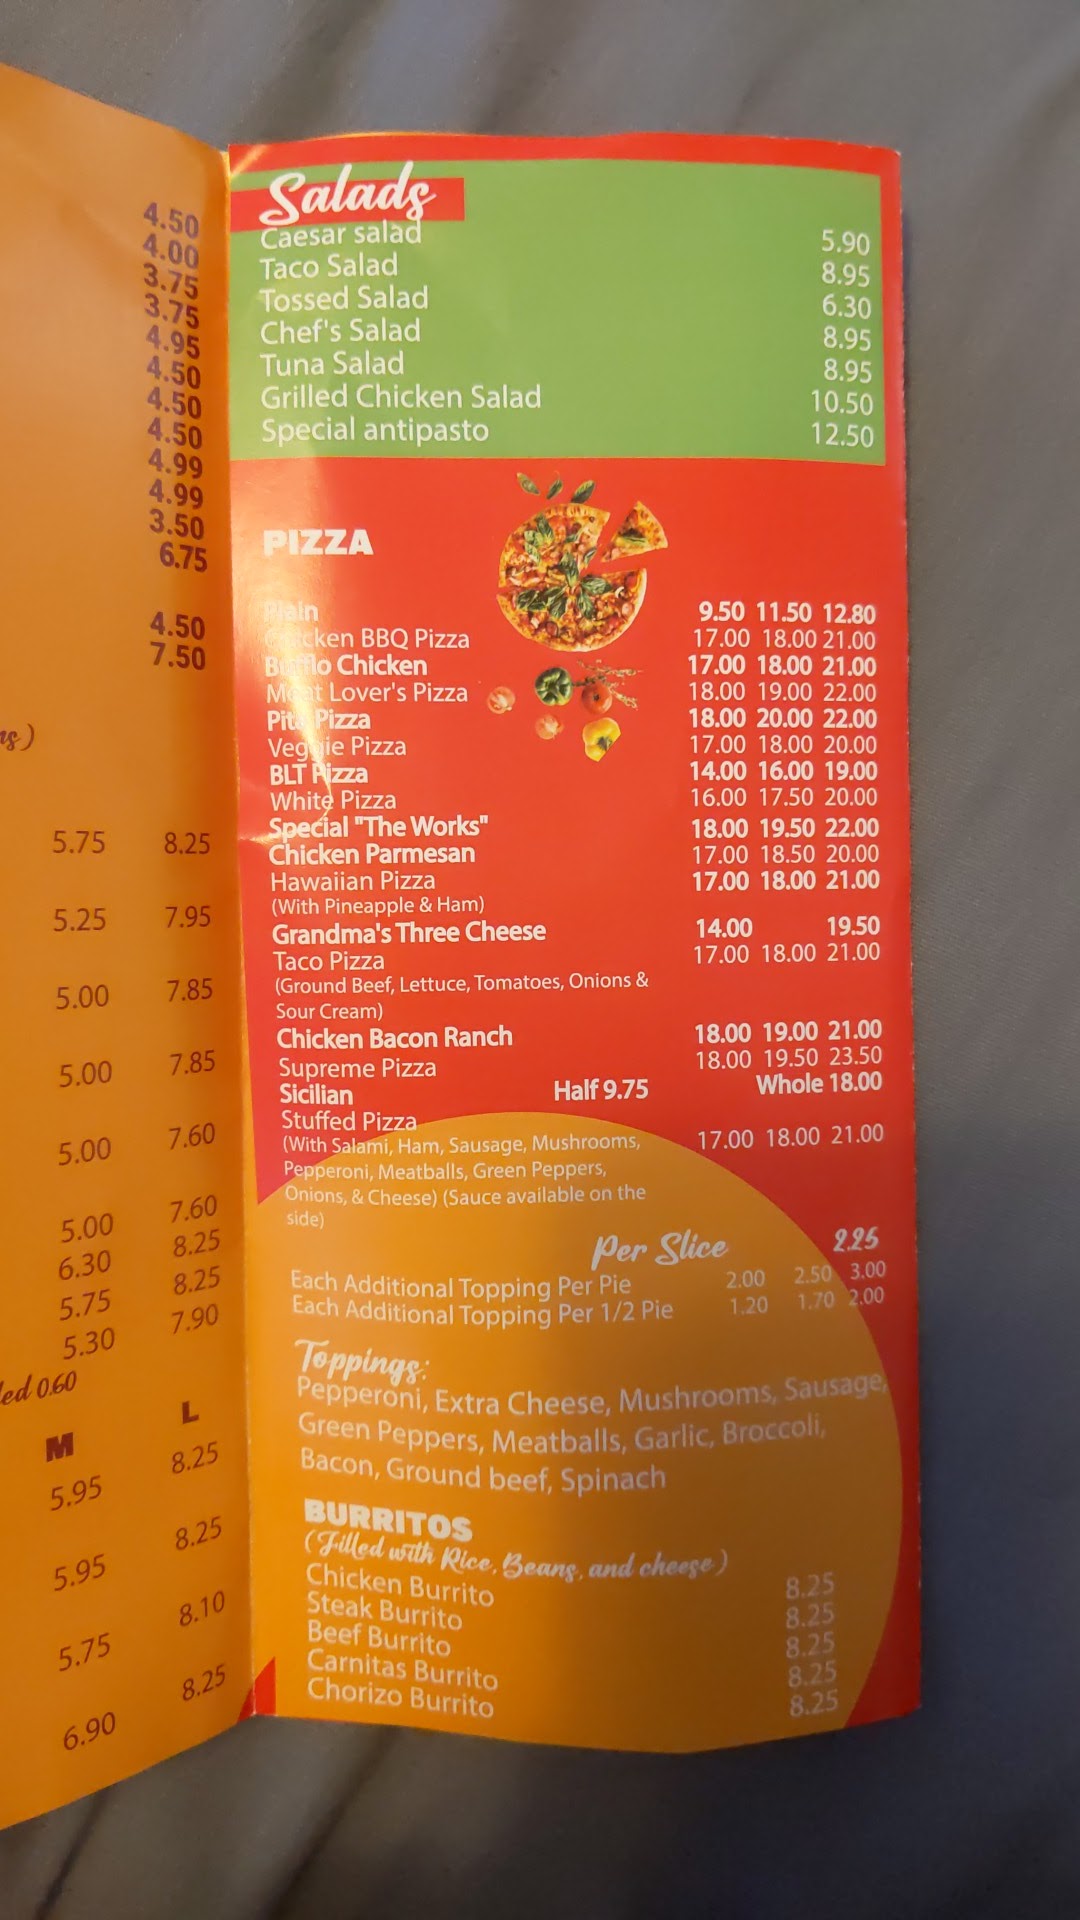 4.50
4.00
3.75
3.75
4.95
4.50
4.50
4.50
4.99
4.99
3.50
6.75
4.50
7.50
5.75 8.25
5.25 7.95
5.00 7.85
5.00 7.85
5.00 7.60
5.00 7.60
6.30 8.25
5.75 8.25
5.30 7.90
0.60
M L
5.95 8.25
5.95 8.25
5.75 8.10
6.90 8.25
Salads
Caesar salad 5.90
Taco Salad 8.95
Tossed Salad 6.30
Chef's Salad 8.95
Tuna Salad 8.95
Grilled Chicken Salad 10.50
Special antipasto 12.50
PIZZA
Plain 9.50 11.50 12.80
Chicken BBQ Pizza 17.00 18.00 21.00
Bufflo Chicken 17.00 18.00 21.00
Meat Lover's Pizza 18.00 19.00 22.00
Pita Pizza 18.00 20.00 22.00
Veggie Pizza 17.00 18.00 20.00
BLT Pizza 14.00 16.00 19.00
White Pizza 16.00 17.50 20.00
Special "The Works" 18.00 19.50 22.00
Chicken Parmesan 17.00 18.50 20.00
Hawaiian Pizza 17.00 18.00 21.00
(With Pineapple & Ham)
Grandma's Three Cheese 14.00 19.50
Taco Pizza 17.00 18.00 21.00
(Ground Beef, Lettuce, Tomatoes, Onions &
Sour Cream)
Chicken Bacon Ranch 18.00 19.00 21.00
Supreme Pizza 18.00 19.50 23.50
Sicilian Half 9.75 Whole 18.00
Stuffed Pizza
(With Salami, Ham, Sausage, Mushrooms, 17.00 18.00 21.00
Pepperoni, Meatballs, Green Peppers,
Onions, & Cheese) (Sauce available on the
side)
Per Slice 2.25
Each Additional Topping Per Pie 2.00 2.50 3.00
Each Additional Topping Per 1/2 Pie 1.20 1.70 2.00
Toppings:
Pepperoni, Extra Cheese, Mushrooms, Sausage,
Green Peppers, Meatballs, Garlic, Broccoli,
Bacon, Ground beef, Spinach
BURRITOS
(Filled with Rice, Beans, and cheese)
Chicken Burrito 8.25
Steak Burrito 8.25
Beef Burrito 8.25
Carnitas Burrito 8.25
Chorizo Burrito 8.25